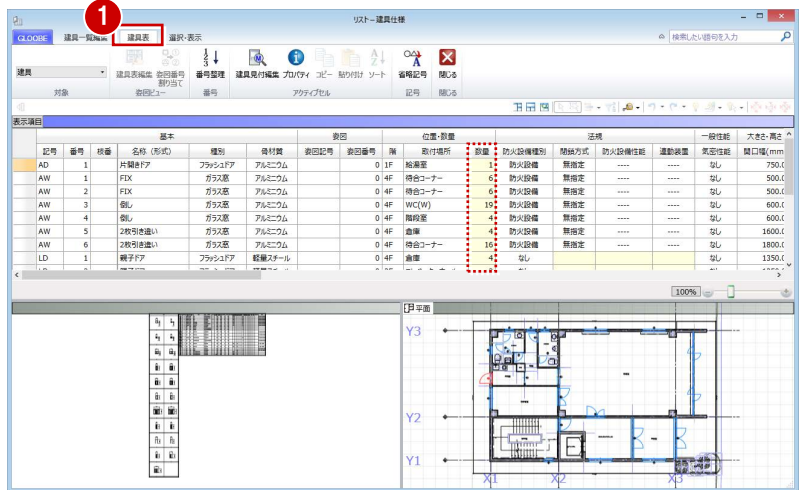 1
リスト－建具仕様
GLOOBE 建具一覧編集 建具表 選択·表示 検索したい語句を入力
建具
建具表編集 姿図番号割り当て 番号整理 建具見付編集 プロパティ コピー 貼り付け ソート 省略記号 閉じる
対象 姿図ビュー 番号 アクティブセル 記号 閉じる
表示項目
基本 姿図 位置·数量 法規 一般性能 大きさ·高さ
記号 番号 枝番 名称（形式） 種別 骨材質 姿図記号 姿図番号 階 取付場所 数量 防火設備種別 閉鎖方式 防火設備性能 連動装置 気密性能 開口幅(mm
AD 1 片開きドア フラッシュドア アルミニウム 0 1F 給湯室 1 防火設備 無指定 ---- ---- なし 750.0
AW 1 FIX ガラス窓 アルミニウム 0 4F 待合コーナー 6 防火設備 無指定 ---- ---- なし 500.0
AW 2 FIX ガラス窓 アルミニウム 0 4F 待合コーナー 6 防火設備 無指定 ---- ---- なし 500.0
AW 3 倒し ガラス窓 アルミニウム 0 4F WC(W) 19 防火設備 無指定 ---- ---- なし 600.0
AW 4 倒し ガラス窓 アルミニウム 0 4F 階段室 4 防火設備 無指定 ---- ---- なし 600.0
AW 5 2枚引き違い ガラス窓 アルミニウム 0 4F 倉庫 4 防火設備 無指定 ---- ---- なし 1600.0
AW 6 2枚引き違い ガラス窓 アルミニウム 0 4F 待合コーナー 16 防火設備 無指定 ---- ---- なし 1800.0
LD 1 親子ドア フラッシュドア 軽量スチール 0 4F 倉庫 4 なし なし 1350.0
100%
平面
Y3
Y2
Y1
X1 X2 X3